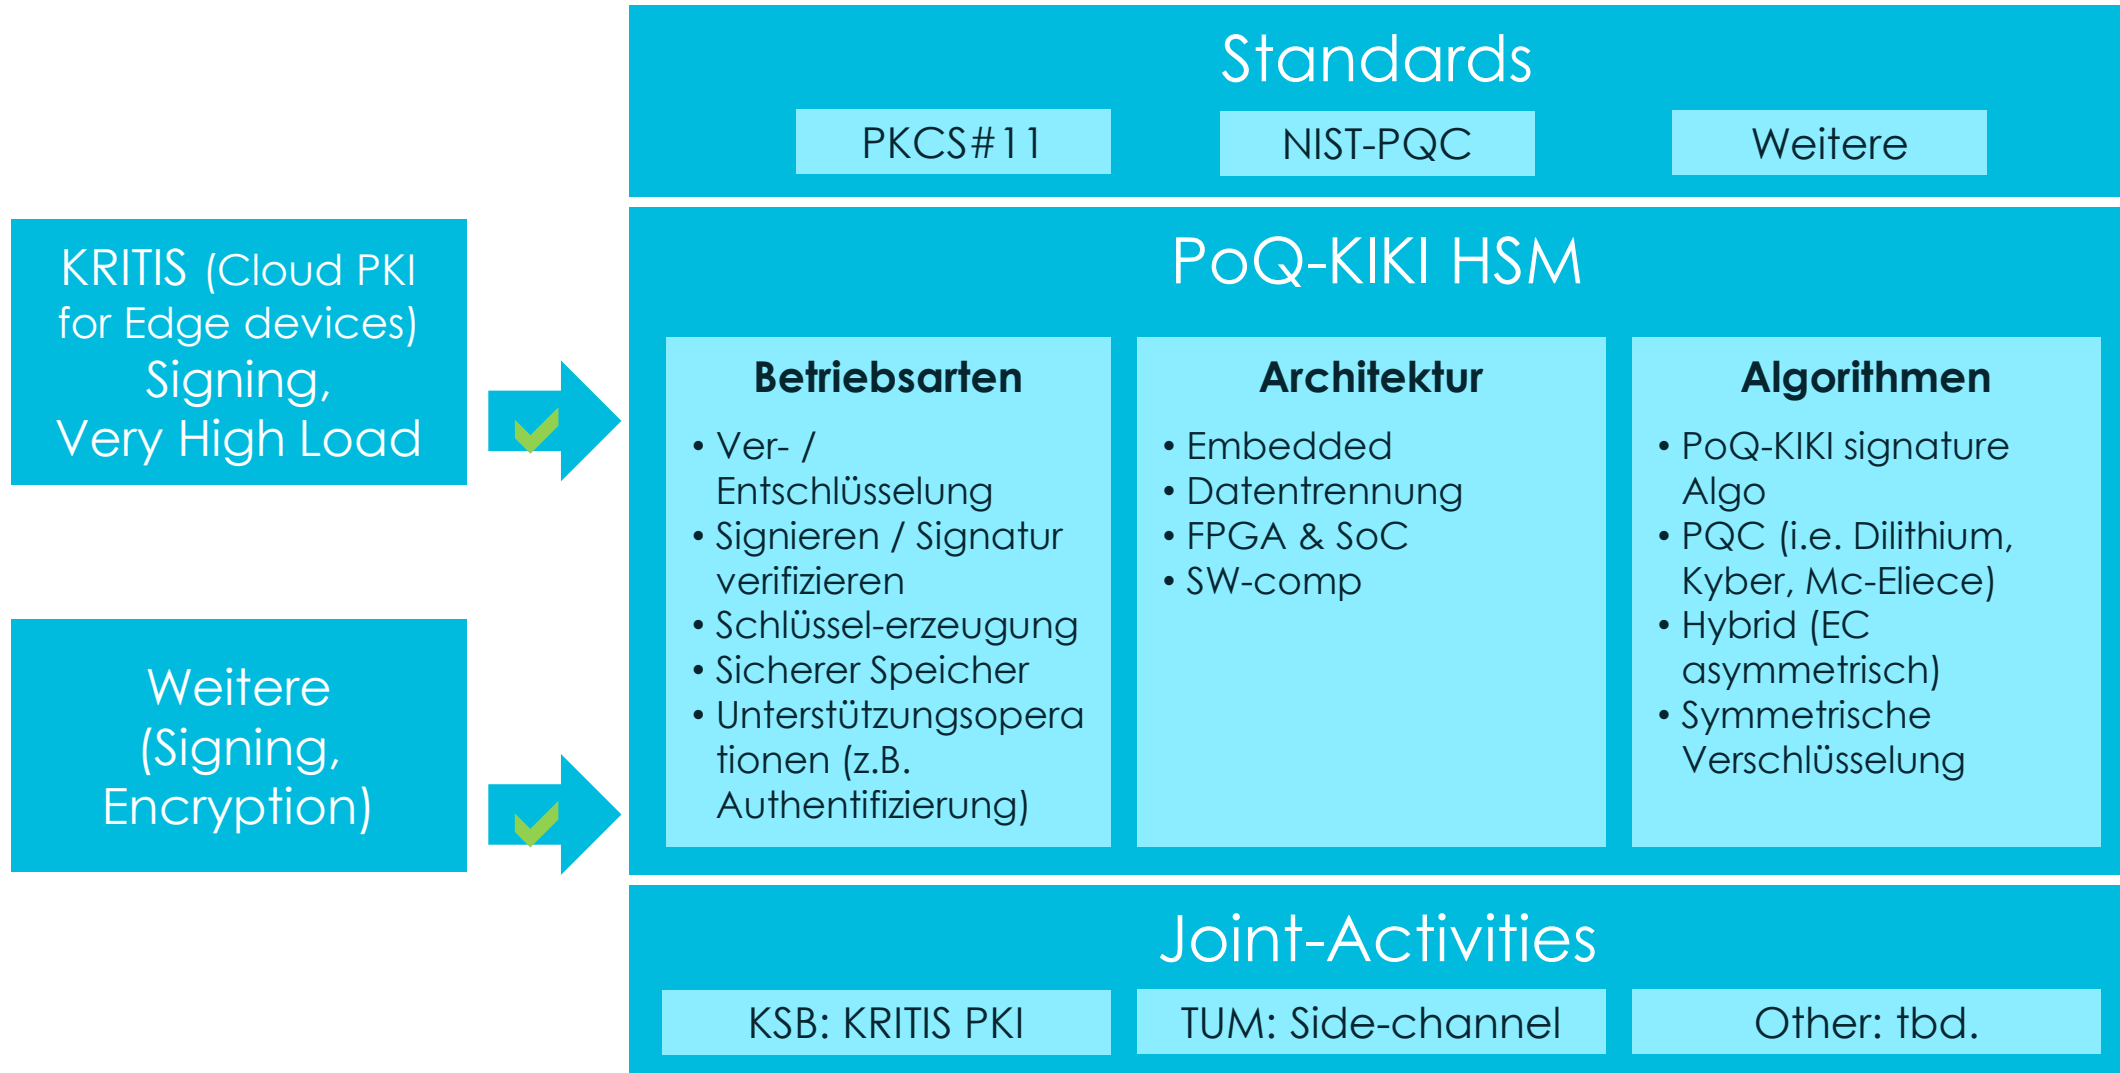 Standards
PKCS#11
NIST-PQC
Weitere
KRITIS (Cloud PKI
for Edge devices)
Signing,
Very High Load
Weitere
(Signing,
Encryption)
PoQ-KIKI HSM
Betriebsarten
• Ver- /
Entschlüsselung
• Signieren / Signatur
verifizieren
• Schlüssel-erzeugung
• Sicherer Speicher
• Unterstützungsopera
tionen (z.B.
Authentifizierung)
Architektur
• Embedded
• Datentrennung
• FPGA & SoC
• SW-comp
Algorithmen
• PoQ-KIKI signature
Algo
• PQC (i.e. Dilithium,
Kyber, Mc-Eliece)
• Hybrid (EC
asymmetrisch)
• Symmetrische
Verschlüsselung
Joint-Activities
KSB: KRITIS PKI
TUM: Side-channel
Other: tbd.